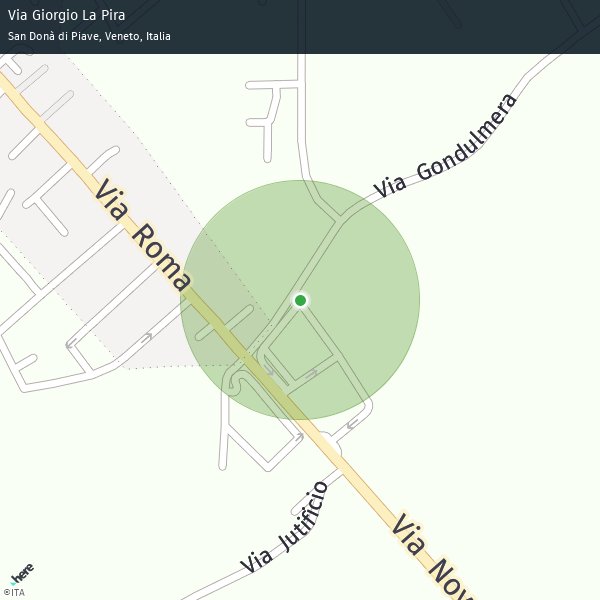 Via Giorgio La Pira
San Donà di Piave, Veneto, Italia
Via Gondulmera
Via Roma
Via Jutificio
Via Nov
here
©ITA